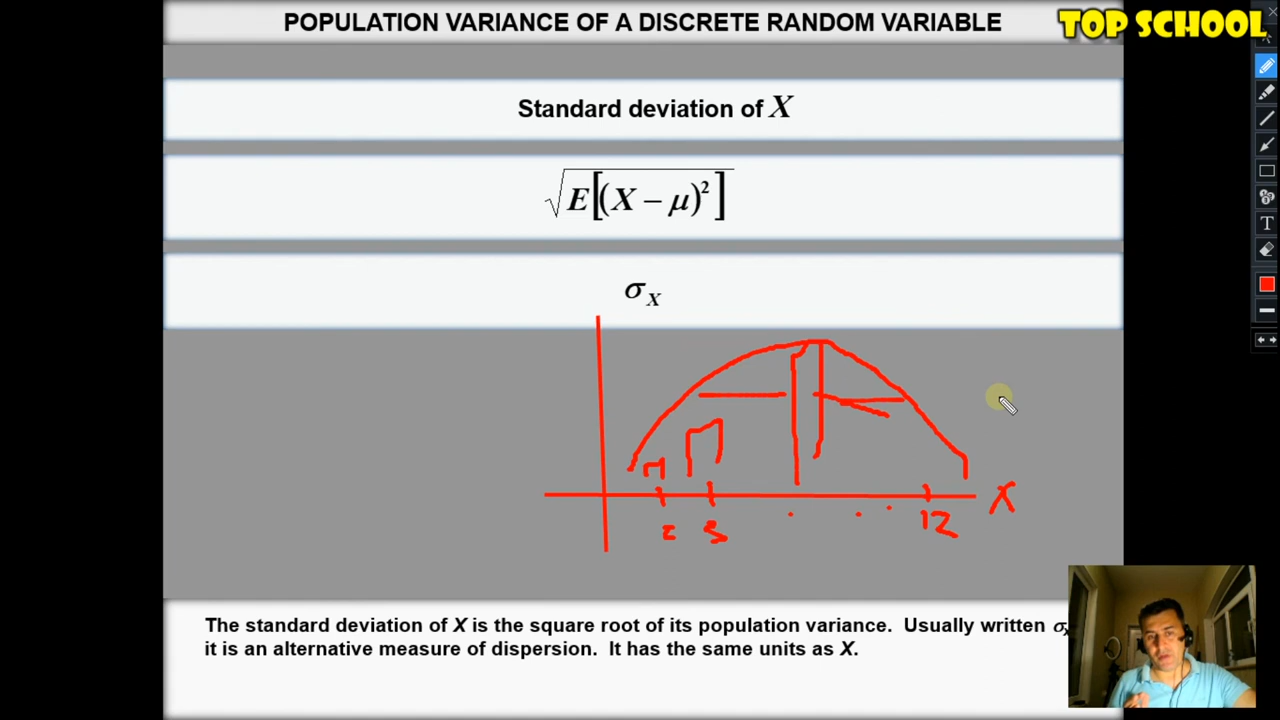 POPULATION VARIANCE OF A DISCRETE RANDOM VARIABLE
TOP SCHOOL
Standard deviation of X
√E[(X − μ)²]
σ_X
X
2 3 . . . 12
The standard deviation of X is the square root of its population variance. Usually written σ_X
it is an alternative measure of dispersion. It has the same units as X.
T